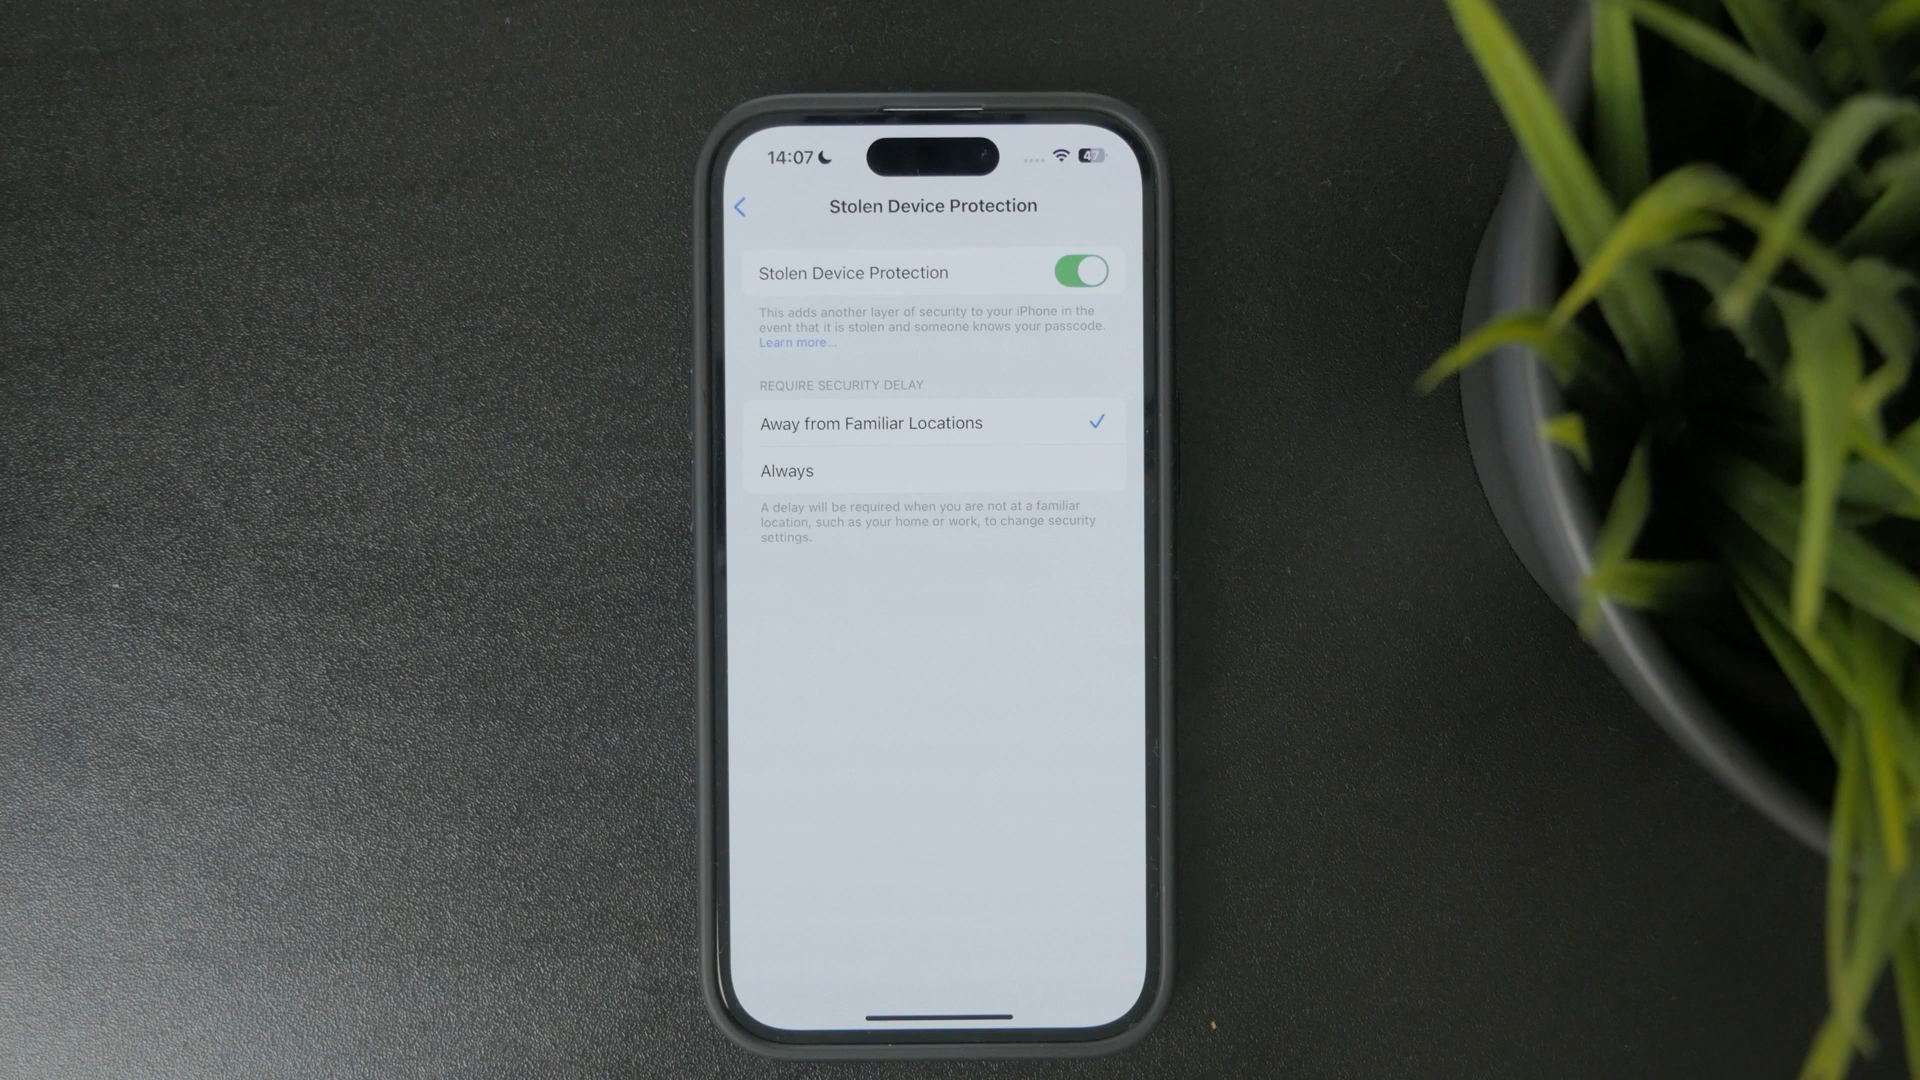 14:07
47
Stolen Device Protection
Stolen Device Protection
This adds another layer of security to your iPhone in the
event that it is stolen and someone knows your passcode.
Learn more...
REQUIRE SECURITY DELAY
Away from Familiar Locations
Always
A delay will be required when you are not at a familiar
location, such as your home or work, to change security
settings.